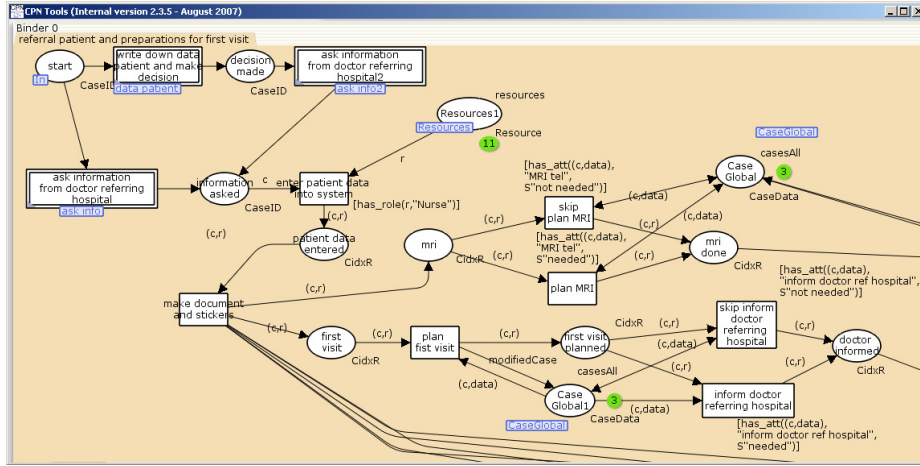 CPN Tools (Internal version 2.3.5 - August 2007)
Binder 0
referral patient and preparations for first visit
start
In
CaseID
write down data
patient and make
decision
data patient
decision
made
CaseID
ask information
from doctor referring
hospital2
ask info2
resources
Resources1
Resources
Resource
11
r
CaseGlobal
casesAll
Case
Global
3
CaseData
ask information
from doctor referring
hospital
ask info
information
asked
c
CaseID
enter patient data
into system
[has_role(r,"Nurse")]
(c,r)
(c,r)
patient data
entered
CidxR
[has_att((c,data),
"MRI tel",
S"not needed")]
(c,data)
skip
plan MRI
(c,r)
(c,data)
mri
CidxR
(c,r)
[has_att((c,data),
"MRI tel",
S"needed")]
(c,r)
(c,r)
plan MRI
mri
done
CidxR
[has_att((c,data),
"inform doctor ref hospital",
S"not needed")]
make document
and stickers
(c,r)
(c,r)
first
visit
CidxR
(c,r)
plan
fist visit
(c,r)
first visit
planned
CidxR
(c,r)
skip inform
doctor
referring
hospital
(c,r)
doctor
informed
CidxR
modifiedCase
casesAll
(c,data)
(c,r)
(c,r)
(c,data)
Case
Global1
3
CaseData
CaseGlobal
(c,data)
inform doctor
referring hospital
[has_att((c,data),
"inform doctor ref hospital",
S"needed")]